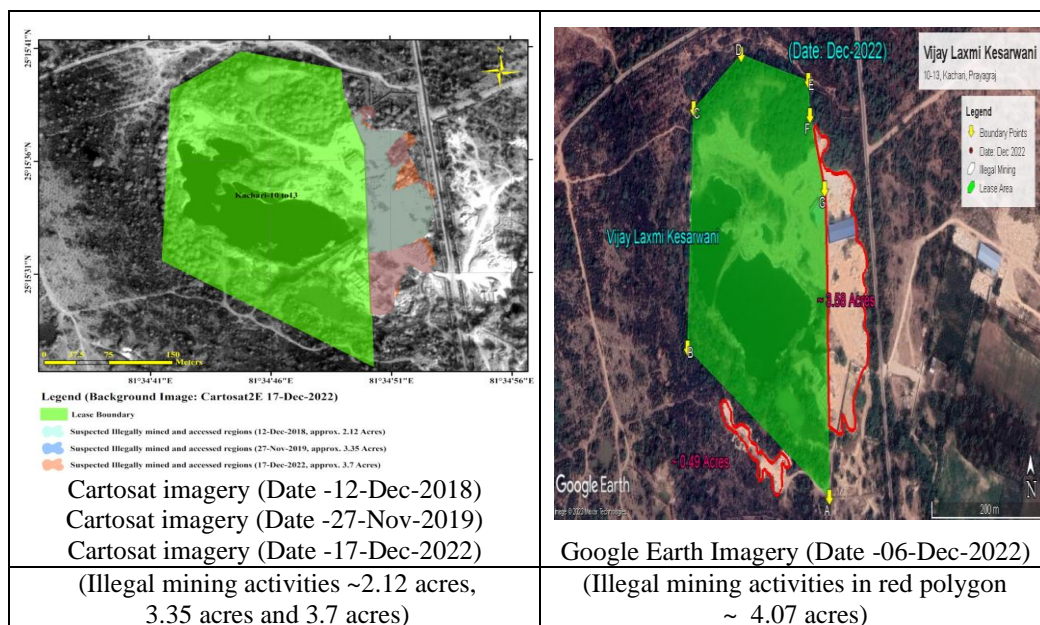 25°15'41"N
25°15'36"N
25°15'31"N
N
Kachari-10 to13
0 37.5 75 150
Meters
81°34'41"E 81°34'46"E 81°34'51"E 81°34'56"E
Legend (Background Image: Cartosat2E 17-Dec-2022)
Lease Boundary
Suspected Illegally mined and accessed regions (12-Dec-2018, approx. 2.12 Acres)
Suspected Illegally mined and accessed regions (27-Nov-2019, approx. 3.35 Acres)
Suspected Illegally mined and accessed regions (17-Dec-2022, approx. 3.7 Acres)
Cartosat imagery (Date -12-Dec-2018)
Cartosat imagery (Date -27-Nov-2019)
Cartosat imagery (Date -17-Dec-2022)
(Illegal mining activities ~2.12 acres,
3.35 acres and 3.7 acres)
(Date: Dec-2022)
Vijay Laxmi Kesarwani
10-13, Kachari, Prayagraj
Legend
Boundary Points
Date: Dec 2022
Illegal Mining
Lease Area
D
E
C
F
G
Vijay Laxmi Kesarwani
~ 3.58 Acres
B
~ 0.49 Acres
Google Earth
A
N
200 m
Google Earth Imagery (Date -06-Dec-2022)
(Illegal mining activities in red polygon
~ 4.07 acres)